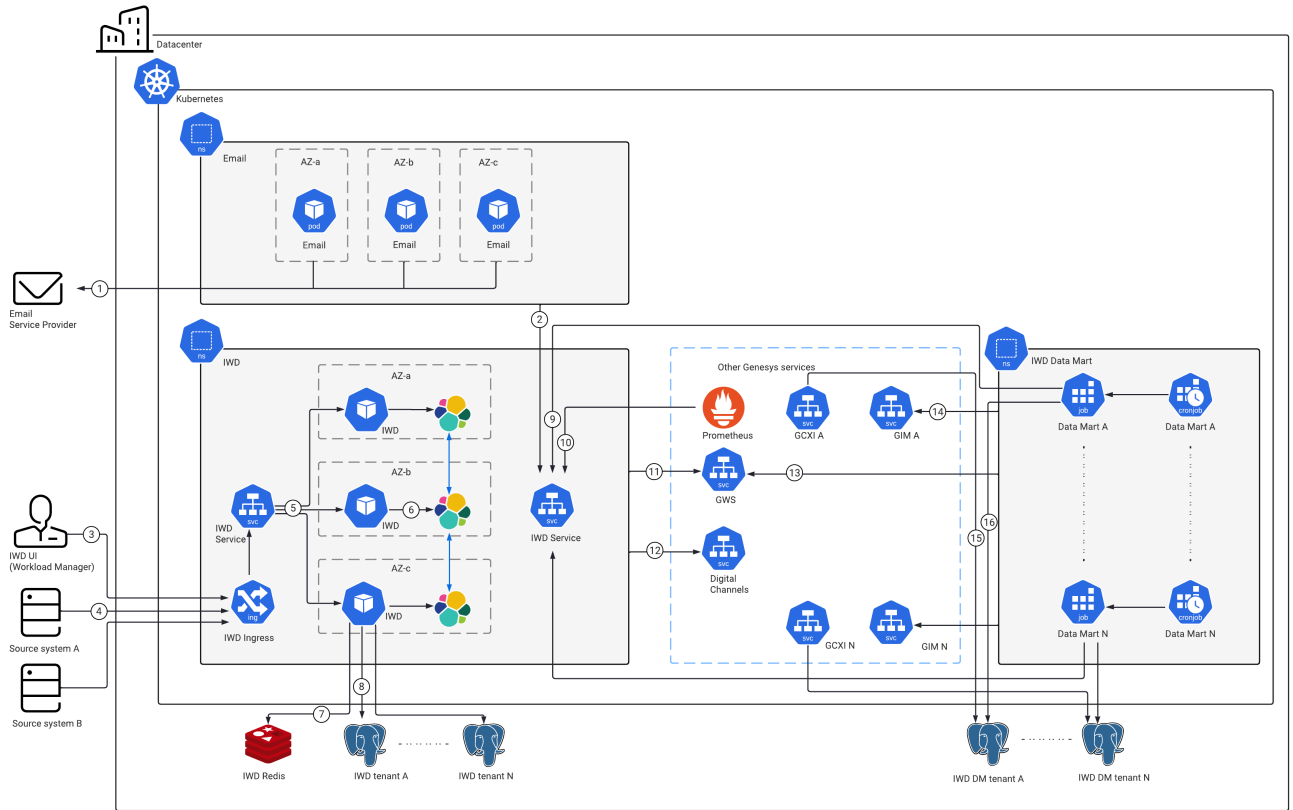 Datacenter
Kubernetes
ns
Email
AZ-a
AZ-b
AZ-c
pod
pod
pod
Email
Email
Email
1
Email
Service Provider
2
ns
IWD
AZ-a
IWD
AZ-b
IWD
AZ-c
IWD
5
6
svc
IWD
Service
ing
IWD Ingress
3
IWD UI
(Workload Manager)
4
Source system A
Source system B
svc
IWD Service
9
10
11
12
Other Genesys services
Prometheus
svc
GCXI A
svc
GIM A
14
svc
GWS
13
svc
Digital
Channels
svc
GCXI N
svc
GIM N
15
16
ns
IWD Data Mart
job
Data Mart A
cronjob
Data Mart A
job
Data Mart N
cronjob
Data Mart N
7
8
IWD Redis
IWD tenant A
IWD tenant N
IWD DM tenant A
IWD DM tenant N